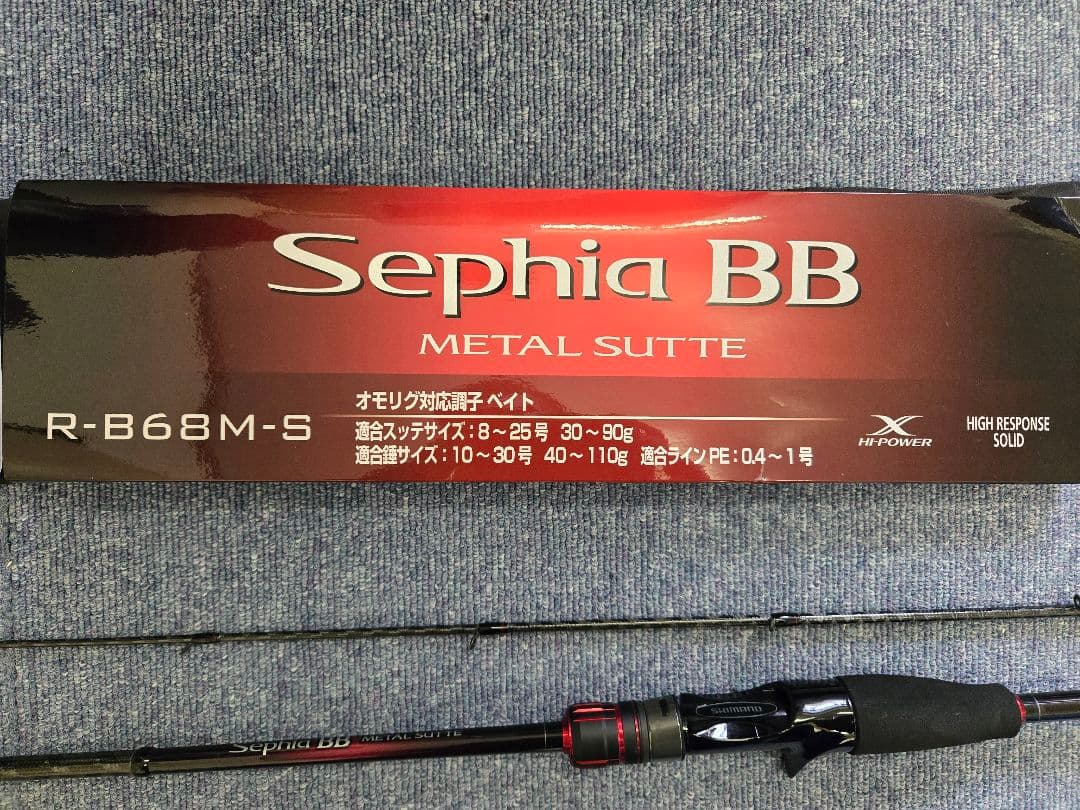 Sephia BB
METAL SUTTE
R-B68M-S
オモリグ対応調子 ベイト
適合スッテサイズ：8～25号 30～90g
適合錘サイズ：10～30号 40～110g 適合ラインPE：0.4～1号
X
HI-POWER
HIGH RESPONSE
SOLID
SHIMANO
Sephia BB METAL SUTTE